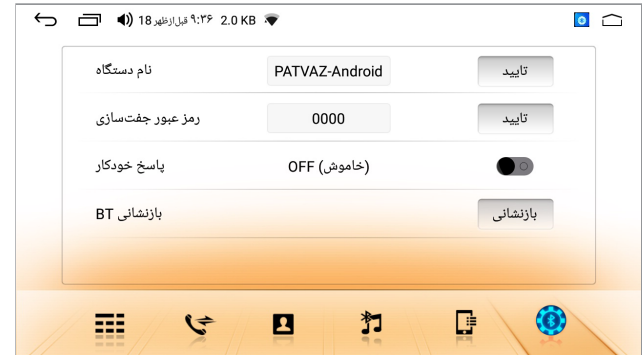 18 قبل‌ازظهر ۹:۳۶ 2.0 KB
نام دستگاه PATVAZ-Android تایید
رمز عبور جفت‌سازی 0000 تایید
پاسخ خودکار OFF (خاموش)
بازنشانی BT بازنشانی